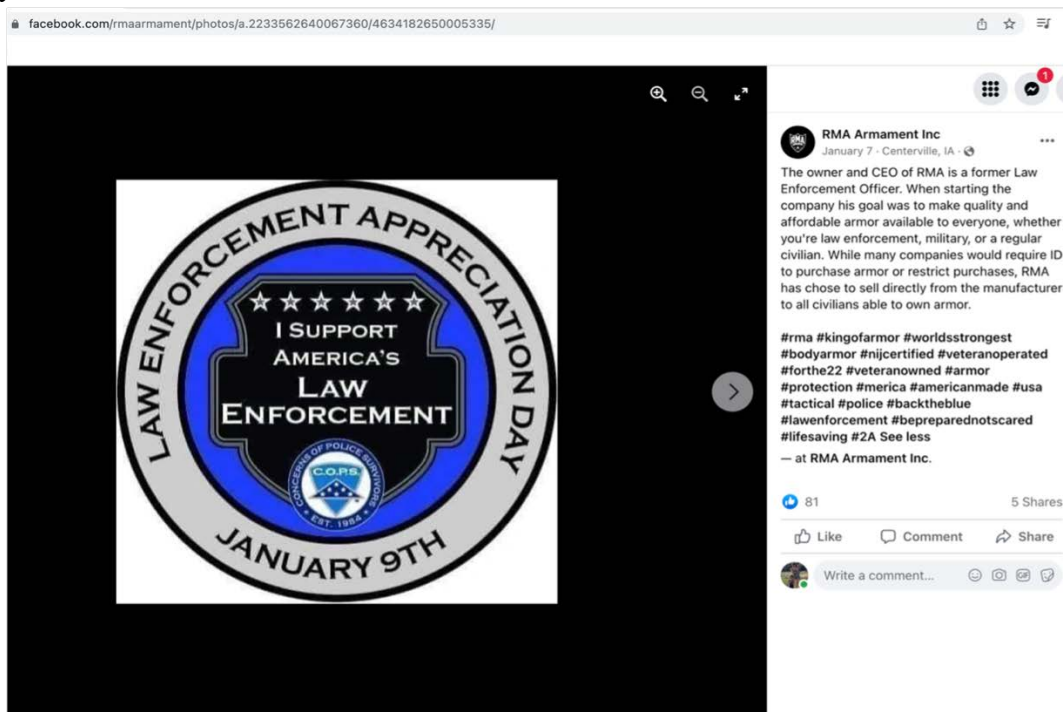 facebook.com/rmaarmament/photos/a.2233562640067360/4634182650005335/
1
LAW ENFORCEMENT APPRECIATION DAY
I SUPPORT
AMERICA'S
LAW
ENFORCEMENT
CONCERNS OF POLICE SURVIVORS
C.O.P.S.
EST. 1984
JANUARY 9TH
RMA
RMA Armament Inc
January 7 · Centerville, IA ·
The owner and CEO of RMA is a former Law
Enforcement Officer. When starting the
company his goal was to make quality and
affordable armor available to everyone, whether
you're law enforcement, military, or a regular
civilian. While many companies would require ID
to purchase armor or restrict purchases, RMA
has chose to sell directly from the manufacturer
to all civilians able to own armor.
#rma #kingofarmor #worldsstrongest
#bodyarmor #nijcertified #veteranoperated
#forthe22 #veteranowned #armor
#protection #merica #americanmade #usa
#tactical #police #backtheblue
#lawenforcement #bepreparednotscared
#lifesaving #2A See less
— at RMA Armament Inc.
81
5 Shares
Like Comment Share
Write a comment...
GIF